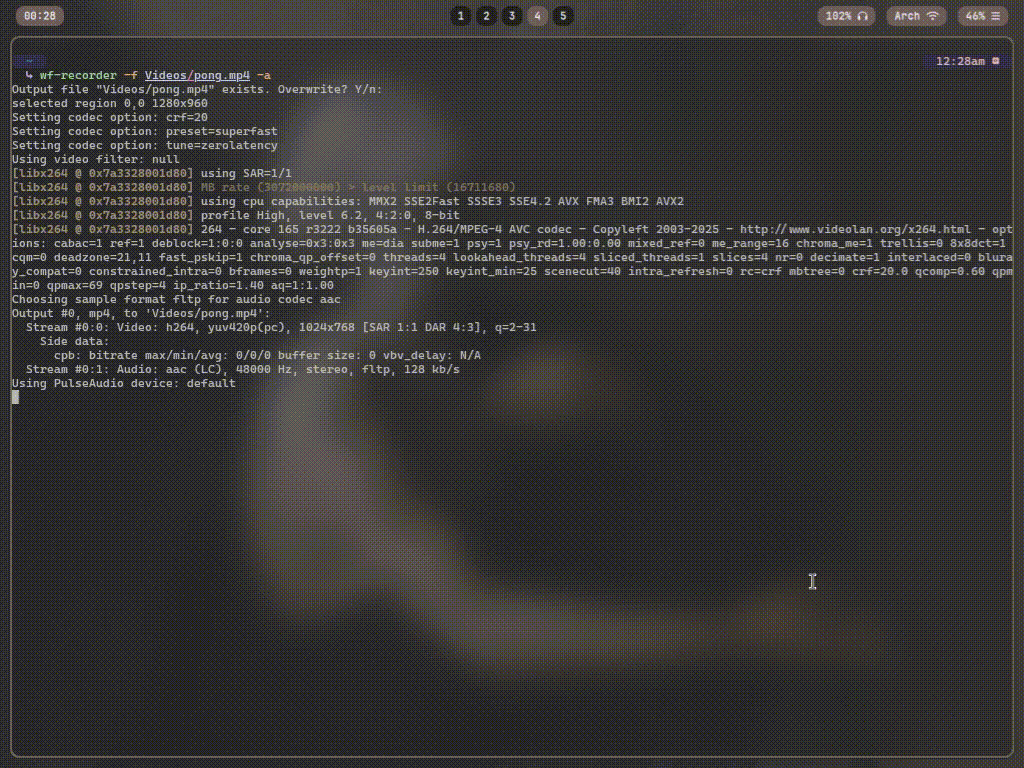 00:28 1 2 3 4 5 102% Arch 46%
~ 12:28am
↳ wf-recorder -f Videos/pong.mp4 -a
Output file "Videos/pong.mp4" exists. Overwrite? Y/n:
selected region 0,0 1280x960
Setting codec option: crf=20
Setting codec option: preset=superfast
Setting codec option: tune=zerolatency
Using video filter: null
[libx264 @ 0x7a3328001d80] using SAR=1/1
[libx264 @ 0x7a3328001d80] MB rate (3072000000) > level limit (16711680)
[libx264 @ 0x7a3328001d80] using cpu capabilities: MMX2 SSE2Fast SSSE3 SSE4.2 AVX FMA3 BMI2 AVX2
[libx264 @ 0x7a3328001d80] profile High, level 6.2, 4:2:0, 8-bit
[libx264 @ 0x7a3328001d80] 264 - core 165 r3222 b35605a - H.264/MPEG-4 AVC codec - Copyleft 2003-2025 - http://www.videolan.org/x264.html - opt
ions: cabac=1 ref=1 deblock=1:0:0 analyse=0x3:0x3 me=dia subme=1 psy=1 psy_rd=1.00:0.00 mixed_ref=0 me_range=16 chroma_me=1 trellis=0 8x8dct=1
cqm=0 deadzone=21,11 fast_pskip=1 chroma_qp_offset=0 threads=4 lookahead_threads=4 sliced_threads=1 slices=4 nr=0 decimate=1 interlaced=0 blura
y_compat=0 constrained_intra=0 bframes=0 weightp=1 keyint=250 keyint_min=25 scenecut=40 intra_refresh=0 rc=crf mbtree=0 crf=20.0 qcomp=0.60 qpm
in=0 qpmax=69 qpstep=4 ip_ratio=1.40 aq=1:1.00
Choosing sample format fltp for audio codec aac
Output #0, mp4, to 'Videos/pong.mp4':
Stream #0:0: Video: h264, yuv420p(pc), 1024x768 [SAR 1:1 DAR 4:3], q=2-31
Side data:
cpb: bitrate max/min/avg: 0/0/0 buffer size: 0 vbv_delay: N/A
Stream #0:1: Audio: aac (LC), 48000 Hz, stereo, fltp, 128 kb/s
Using PulseAudio device: default